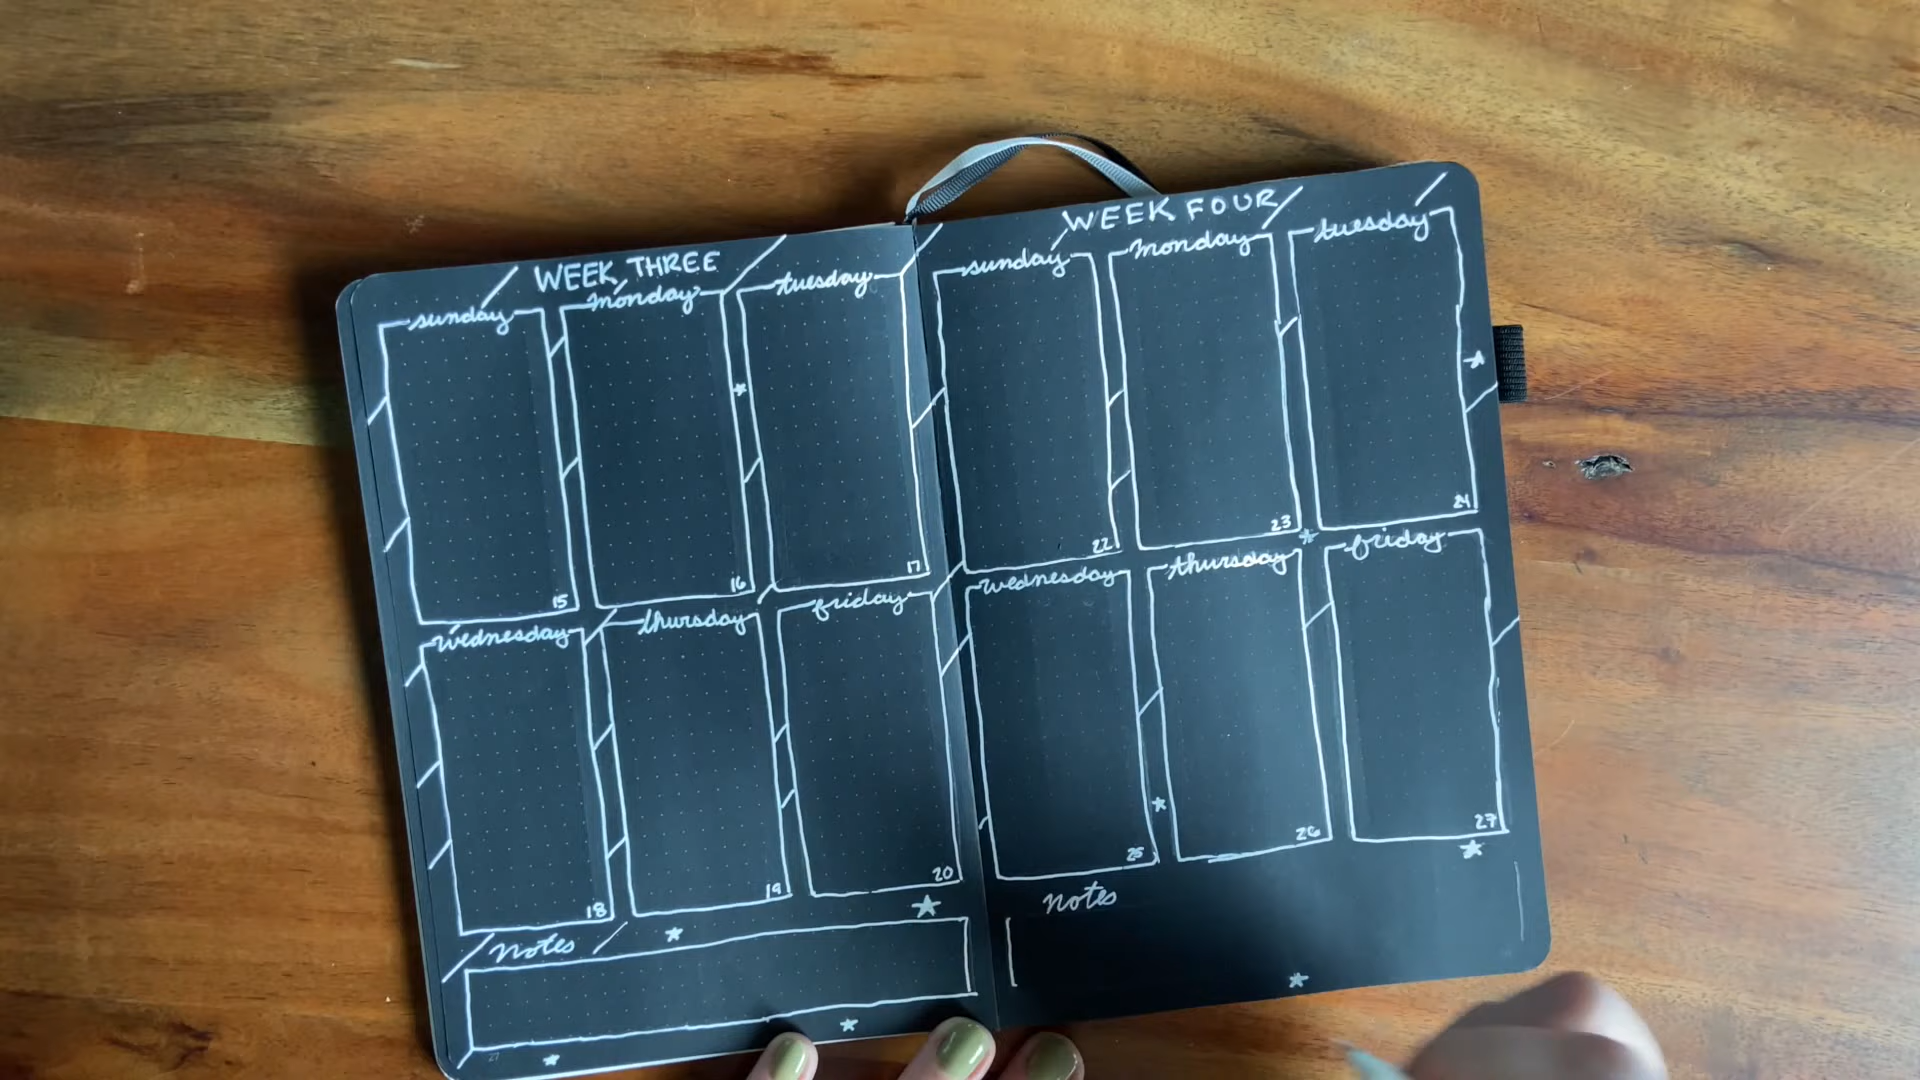 WEEK THREE
sunday
monday
tuesday
15
16
17
wednesday
thursday
friday
18
19
20
notes
27
WEEK FOUR
sunday
monday
tuesday
22
23
24
wednesday
thursday
friday
25
26
27
notes